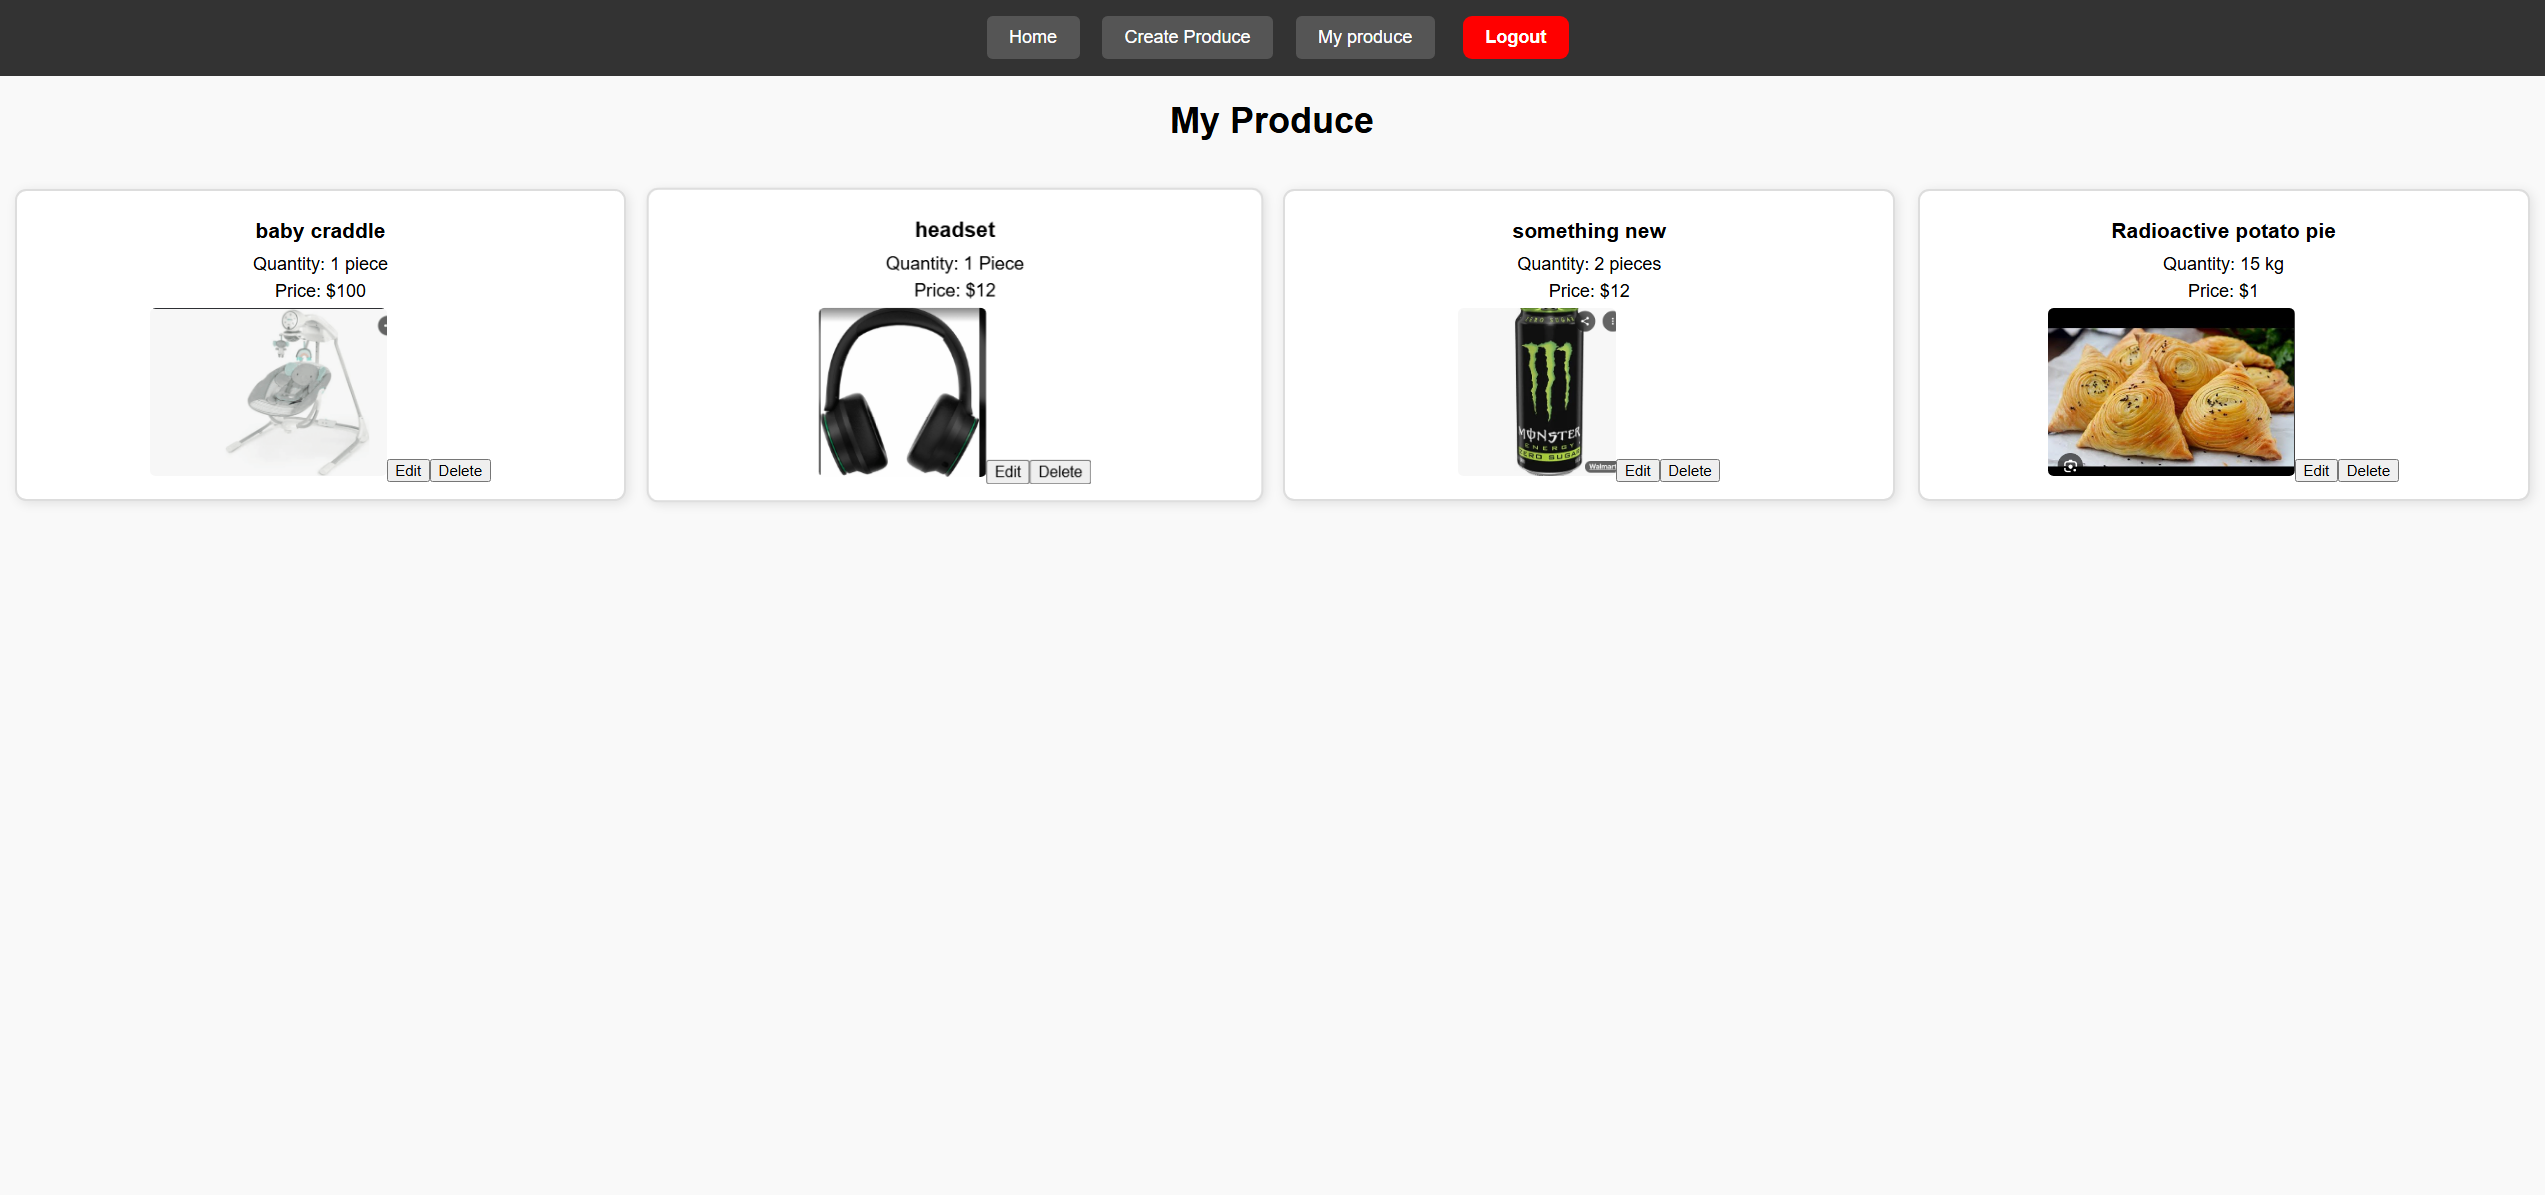 Home Create Produce My produce Logout
My Produce
baby craddle
Quantity: 1 piece
Price: $100
Edit Delete
headset
Quantity: 1 Piece
Price: $12
Edit Delete
something new
Quantity: 2 pieces
Price: $12
ZERO SUGAR
MONSTER
ENERGY
ZERO SUGAR
Walmart
Edit Delete
Radioactive potato pie
Quantity: 15 kg
Price: $1
Edit Delete